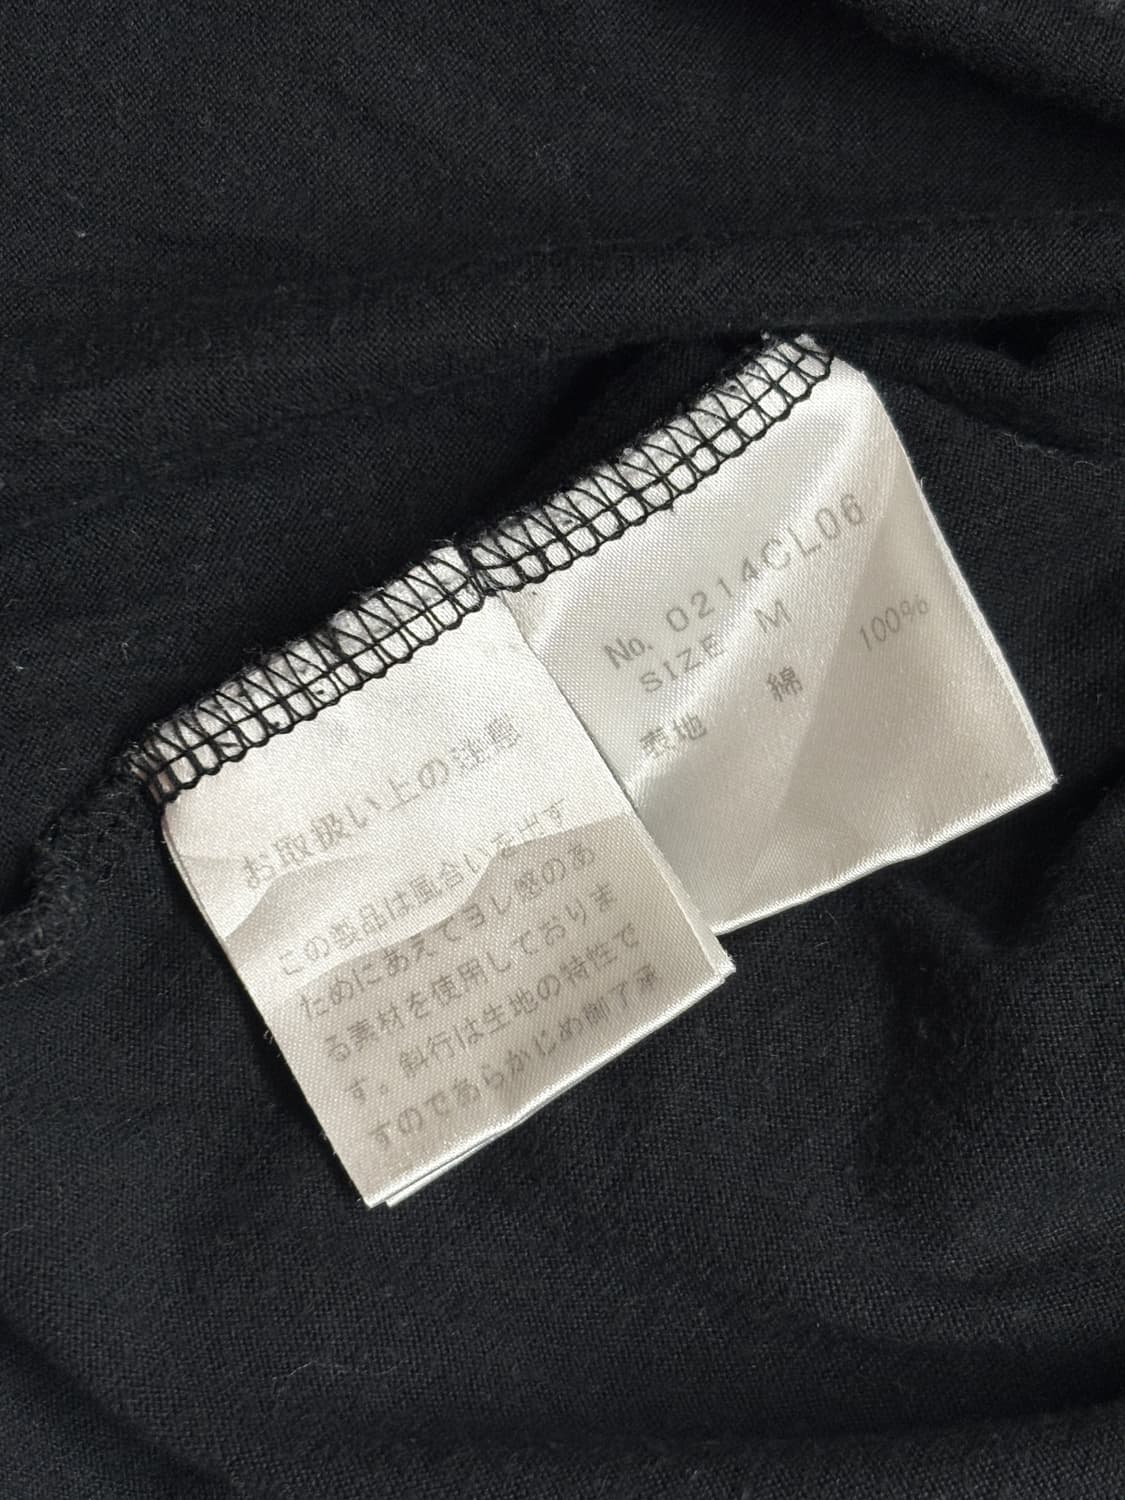 お取扱い上の注意
この製品は風合いを出す
ためにあえてヨレ感のあ
る素材を使用しておりま
す。斜行は生地の特性で
すのであらかじめ御了承
No. 0214CL06
SIZE M
表地 綿 100%